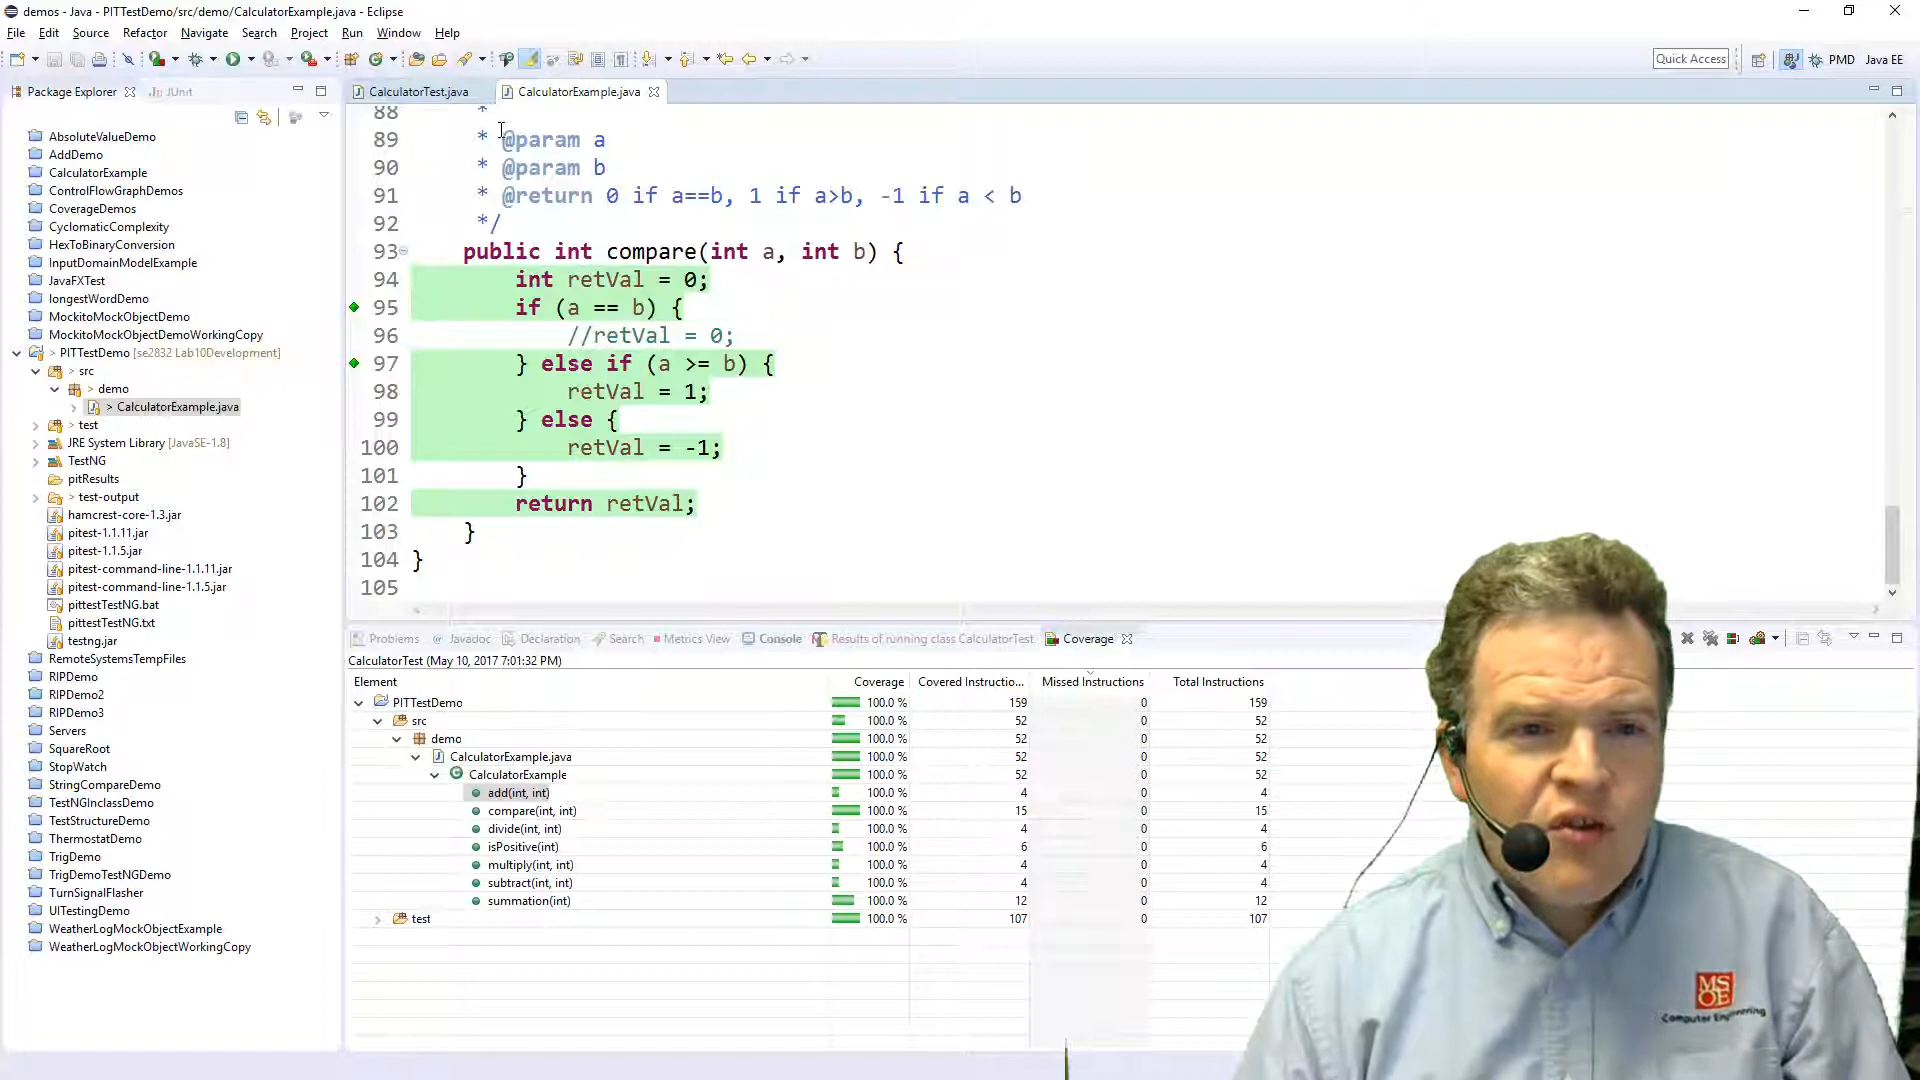 demos - Java - PITTestDemo/src/demo/CalculatorExample.java - Eclipse
File Edit Source Refactor Navigate Search Project Run Window Help
Quick Access PMD Java EE
Package Explorer JUnit
CalculatorTest.java CalculatorExample.java
AbsoluteValueDemo
AddDemo
CalculatorExample
ControlFlowGraphDemos
CoverageDemos
CyclomaticComplexity
HexToBinaryConversion
InputDomainModelExample
JavaFXTest
longestWordDemo
MockitoMockObjectDemo
MockitoMockObjectDemoWorkingCopy
> PITTestDemo [se2832 Lab10Development]
> src
> demo
> CalculatorExample.java
> test
JRE System Library [JavaSE-1.8]
TestNG
pitResults
> test-output
hamcrest-core-1.3.jar
pitest-1.1.11.jar
pitest-1.1.5.jar
pitest-command-line-1.1.11.jar
pitest-command-line-1.1.5.jar
pittestTestNG.bat
pittestTestNG.txt
testng.jar
RemoteSystemsTempFiles
RIPDemo
RIPDemo2
RIPDemo3
Servers
SquareRoot
StopWatch
StringCompareDemo
TestNGInclassDemo
TestStructureDemo
ThermostatDemo
TrigDemo
TrigDemoTestNGDemo
TurnSignalFlasher
UITestingDemo
WeatherLogMockObjectExample
WeatherLogMockObjectWorkingCopy
88 *
89 * @param a
90 * @param b
91 * @return 0 if a==b, 1 if a>b, -1 if a < b
92 */
93 public int compare(int a, int b) {
94 int retVal = 0;
95 if (a == b) {
96 //retVal = 0;
97 } else if (a >= b) {
98 retVal = 1;
99 } else {
100 retVal = -1;
101 }
102 return retVal;
103 }
104 }
105
Problems Javadoc Declaration Search Metrics View Console Results of running class CalculatorTest Coverage
CalculatorTest (May 10, 2017 7:01:32 PM)
Element Coverage Covered Instructio... Missed Instructions Total Instructions
PITTestDemo 100.0 % 159 0 159
src 100.0 % 52 0 52
demo 100.0 % 52 0 52
CalculatorExample.java 100.0 % 52 0 52
CalculatorExample 100.0 % 52 0 52
add(int, int) 100.0 % 4 0 4
compare(int, int) 100.0 % 15 0 15
divide(int, int) 100.0 % 4 0 4
isPositive(int) 100.0 % 6 0 6
multiply(int, int) 100.0 % 4 0 4
subtract(int, int) 100.0 % 4 0 4
summation(int) 100.0 % 12 0 12
test 100.0 % 107 0 107
MS
OE
Computer Engineering